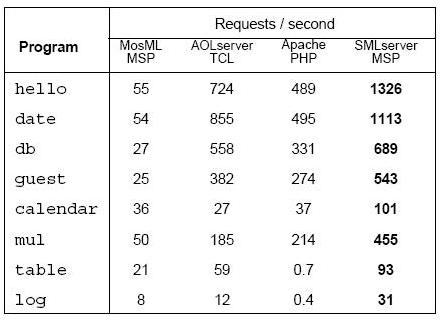 Requests / second
Program
MosML AOLserver Apache SMLserver
MSP TCL PHP MSP
hello 55 724 489 1326
date 54 855 495 1113
db 27 558 331 689
guest 25 382 274 543
calendar 36 27 37 101
mul 50 185 214 455
table 21 59 0.7 93
log 8 12 0.4 31